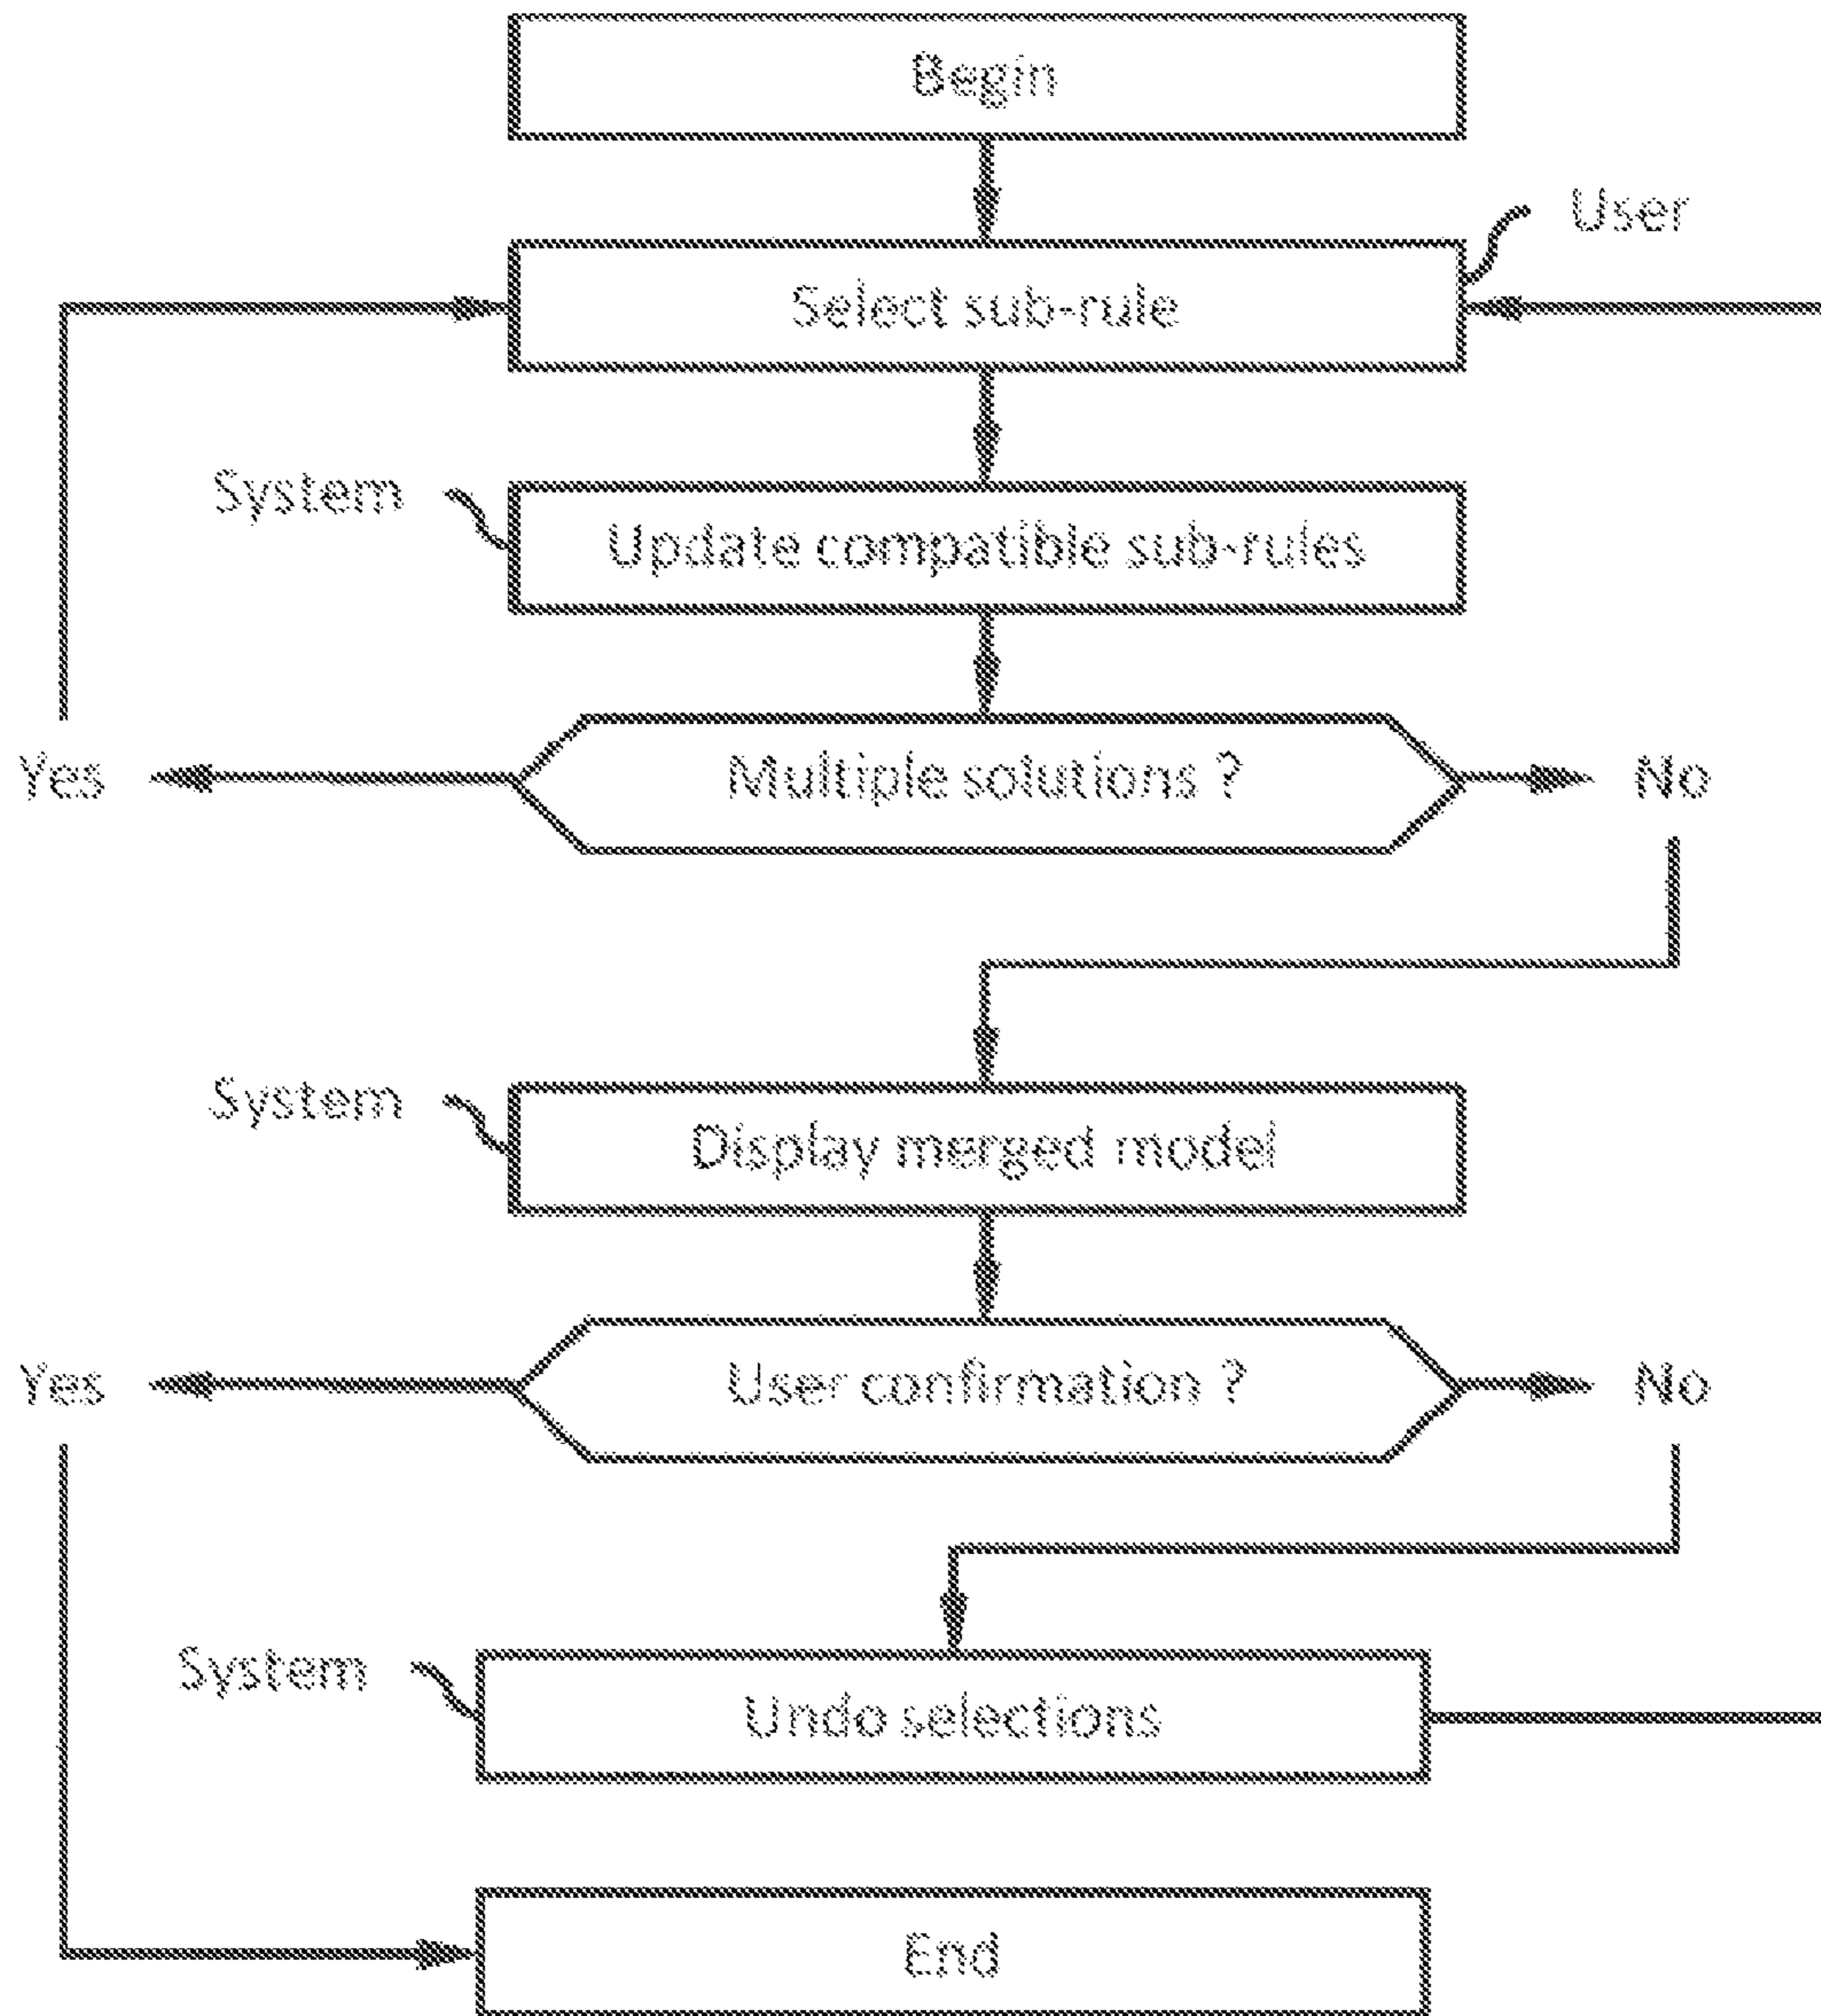 Begin
User
Select sub-rule
System
Update compatible sub-rules
Yes
Multiple solutions ?
No
System
Display merged model
Yes
User confirmation ?
No
System
Undo selections
End